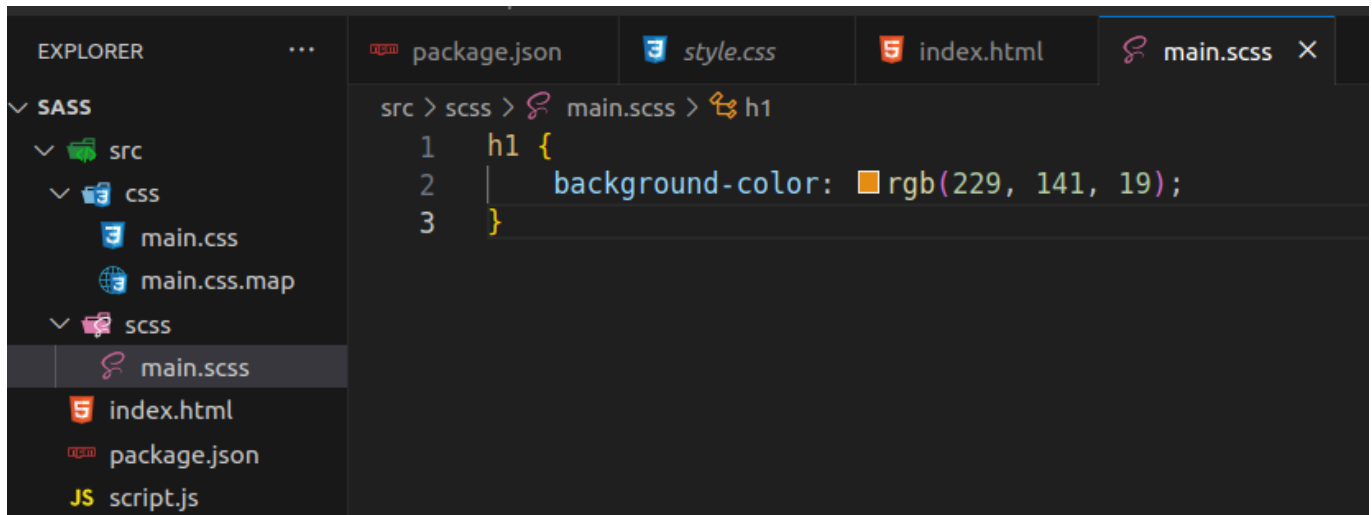 EXPLORER ...
SASS
src
css
main.css
main.css.map
scss
main.scss
index.html
package.json
JS script.js
package.json style.css index.html main.scss ×
src > scss > main.scss > h1
1 h1 {
2 background-color: rgb(229, 141, 19);
3 }